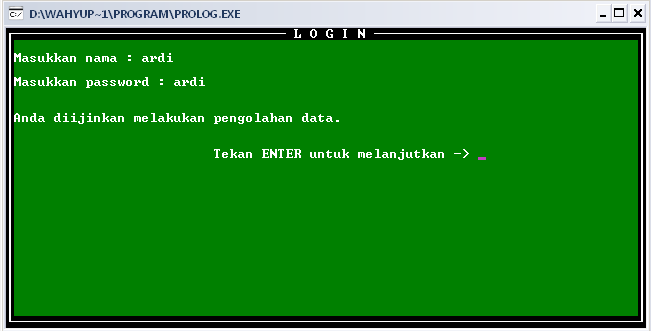 D:\WAHYUP~1\PROGRAM\PROLOG.EXE
L O G I N
Masukkan nama : ardi
Masukkan password : ardi
Anda diijinkan melakukan pengolahan data.
Tekan ENTER untuk melanjutkan -> _